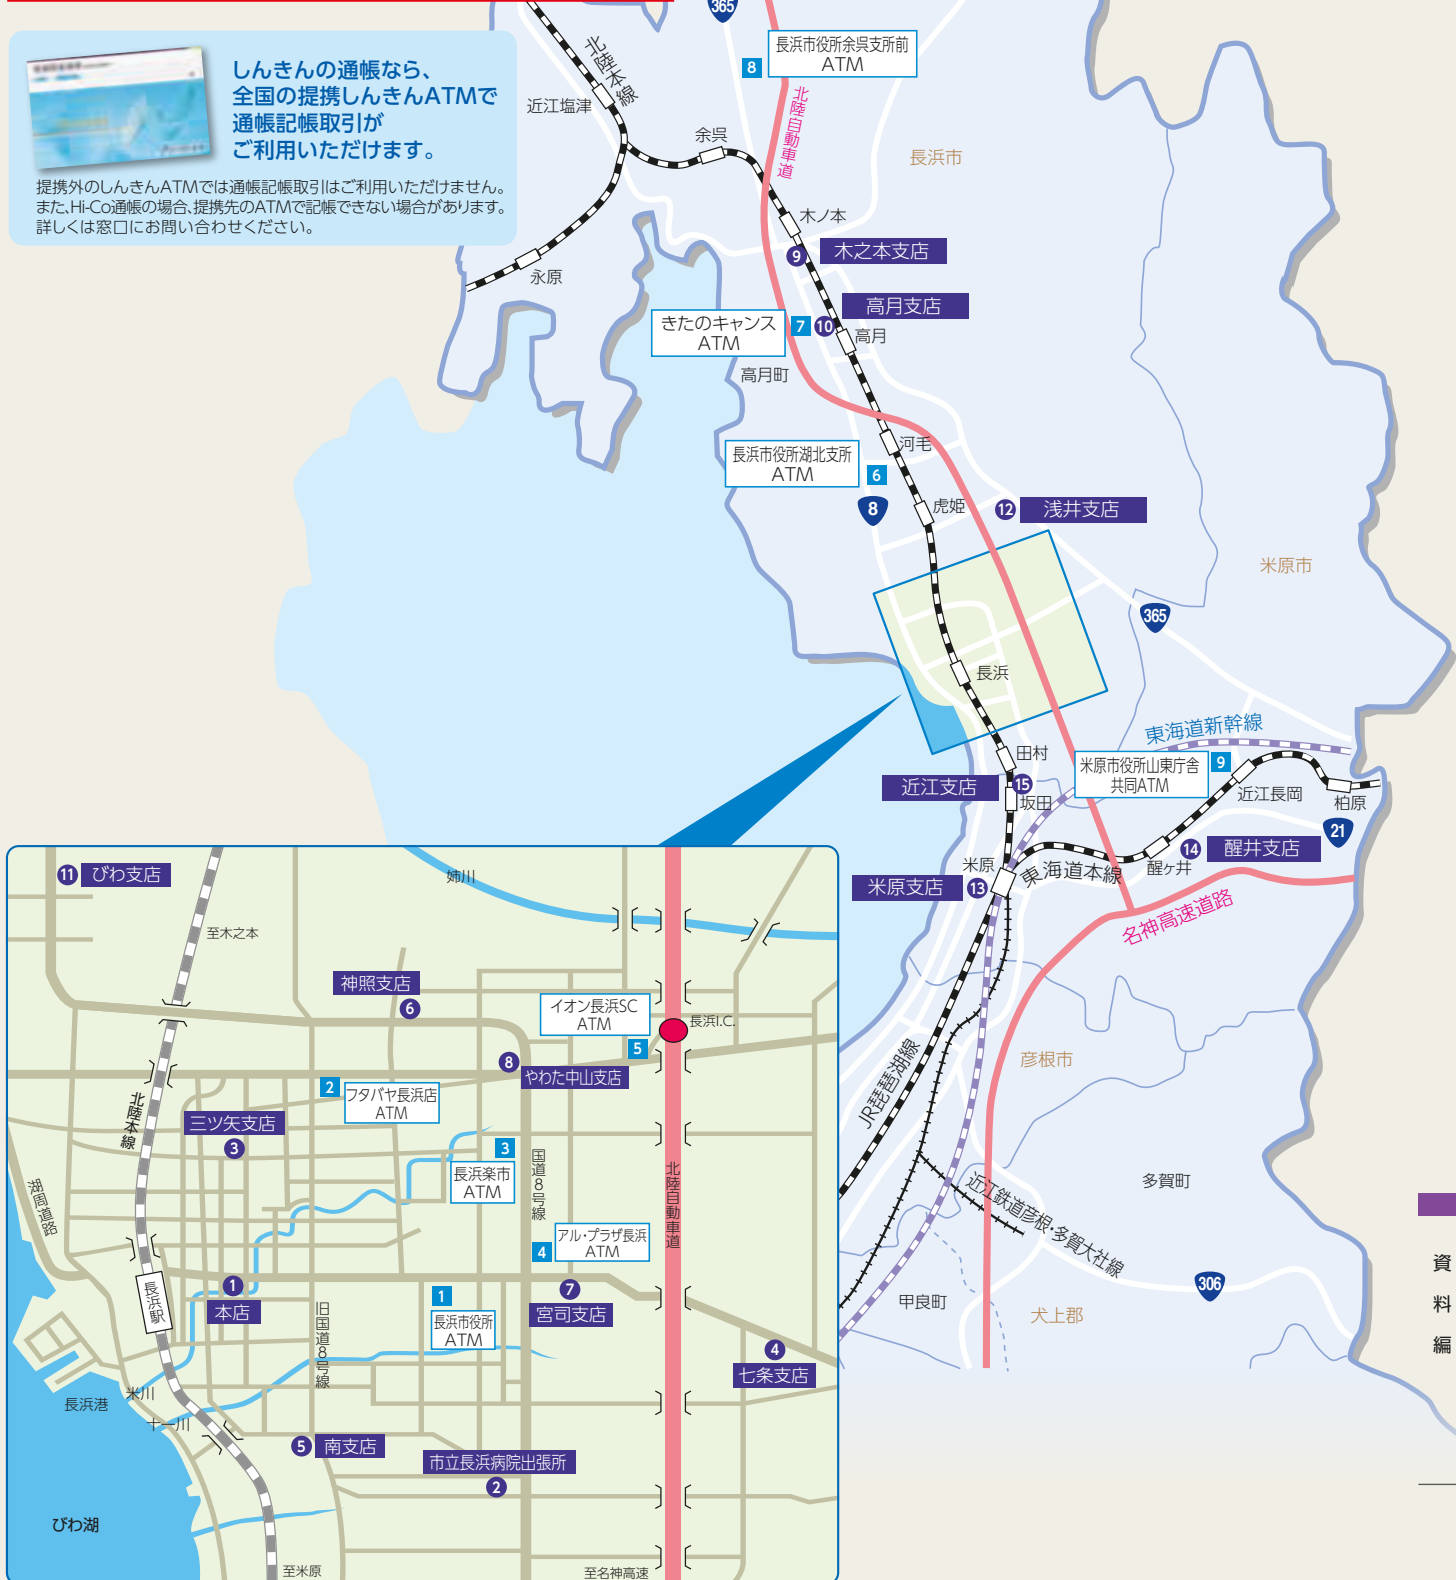 しんきんの通帳なら、
全国の提携しんきんATMで
通帳記帳取引が
ご利用いただけます。
提携外のしんきんATMでは通帳記帳取引はご利用いただけません。
また、Hi-Co通帳の場合、提携先のATMで記帳できない場合があります。
詳しくは窓口にお問い合わせください。
365
長浜市役所余呉支所前
ATM
8
北陸本線
近江塩津
余呉
北陸自動車道
長浜市
木ノ本
9
木之本支店
永原
高月支店
きたのキャンス
ATM
7
10
高月
高月町
河毛
長浜市役所湖北支所
ATM
6
8
虎姫
12
浅井支店
米原市
365
長浜
東海道新幹線
田村
米原市役所山東庁舎
共同ATM
9
近江支店
15
坂田
近江長岡
柏原
21
14
醒井支店
米原
東海道本線
醒ヶ井
米原支店
13
名神高速道路
彦根市
JR琵琶湖線
多賀町
近江鉄道彦根・多賀大社線
306
甲良町
犬上郡
資料編
11
びわ支店
姉川
至木之本
神照支店
6
イオン長浜SC
ATM
5
長浜I.C.
8
やわた中山支店
2
フタバヤ長浜店
ATM
北陸本線
三ツ矢支店
3
3
長浜楽市
ATM
国道8号線
北陸自動車道
湖周道路
アル・プラザ長浜
ATM
4
長浜駅
1
本店
旧国道8号線
1
長浜市役所
ATM
7
宮司支店
4
七条支店
米川
長浜港
十一川
5
南支店
市立長浜病院出張所
2
びわ湖
至米原
至名神高速